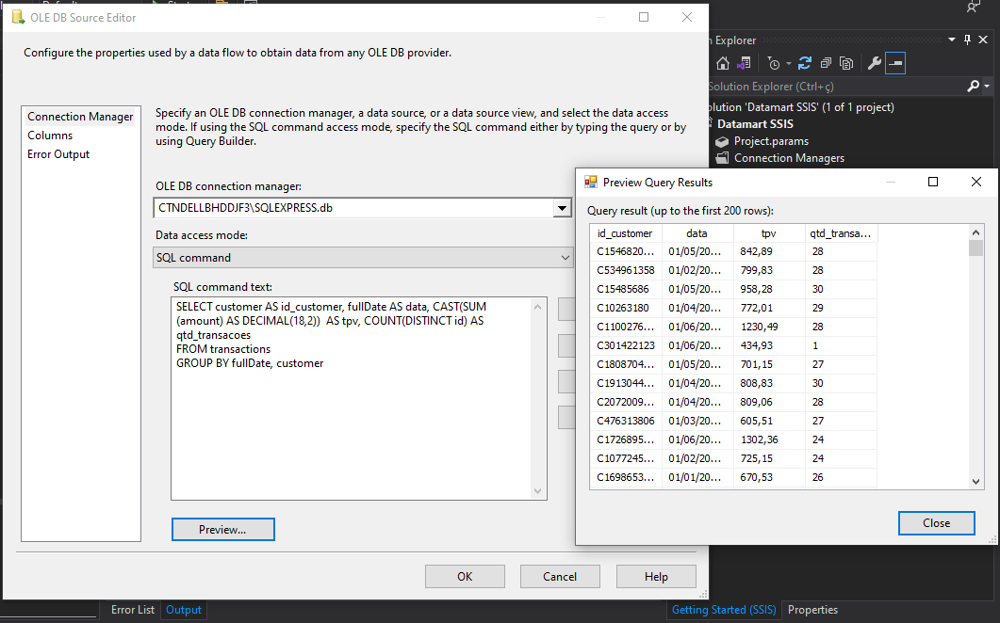 OLE DB Source Editor
Configure the properties used by a data flow to obtain data from any OLE DB provider.
Connection Manager
Columns
Error Output
Specify an OLE DB connection manager, a data source, or a data source view, and select the data access
mode. If using the SQL command access mode, specify the SQL command either by typing the query or by
using Query Builder.
OLE DB connection manager:
CTNDELLBHDDJF3\SQLEXPRESS.db
Data access mode:
SQL command
SQL command text:
SELECT customer AS id_customer, fullDate AS data, CAST(SUM
(amount) AS DECIMAL(18,2))  AS tpv, COUNT(DISTINCT id) AS
qtd_transacoes
FROM transactions
GROUP BY fullDate, customer
Preview...
OK Cancel Help
Explorer
Solution Explorer (Ctrl+ç)
olution 'Datamart SSIS' (1 of 1 project)
Datamart SSIS
Project.params
Connection Managers
Preview Query Results
Query result (up to the first 200 rows):
id_customer data tpv qtd_transa...
C1546820... 01/05/20... 842,89 28
C534961358 01/02/20... 799,83 28
C15485686 01/05/20... 958,28 30
C10263180 01/04/20... 772,01 29
C1100276... 01/06/20... 1230,49 28
C301422123 01/06/20... 434,93 1
C1808704... 01/05/20... 701,15 27
C1913044... 01/04/20... 808,83 30
C2072009... 01/04/20... 809,06 28
C476313806 01/03/20... 605,51 27
C1726895... 01/06/20... 1302,36 24
C1077245... 01/02/20... 725,15 24
C1698653... 01/01/20... 670,53 26
Close
Error List Output
Getting Started (SSIS) Properties